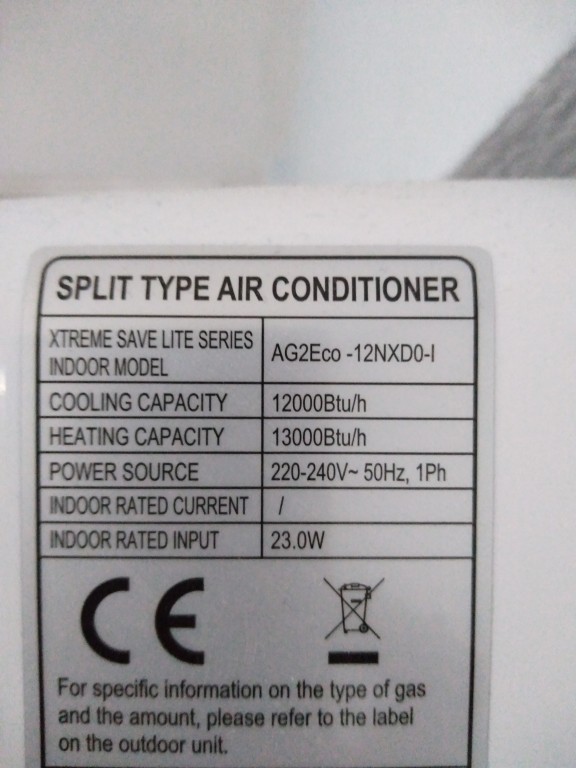 SPLIT TYPE AIR CONDITIONER
XTREME SAVE LITE SERIES
INDOOR MODEL
AG2Eco -12NXD0-I
COOLING CAPACITY 12000Btu/h
HEATING CAPACITY 13000Btu/h
POWER SOURCE 220-240V~ 50Hz, 1Ph
INDOOR RATED CURRENT /
INDOOR RATED INPUT 23.0W
CE
For specific information on the type of gas
and the amount, please refer to the label
on the outdoor unit.